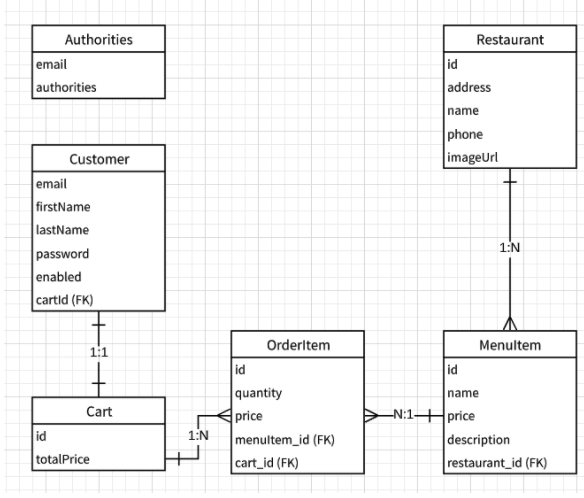 Authorities
email
authorities
Restaurant
id
address
name
phone
imageUrl
Customer
email
firstName
lastName
password
enabled
cartId (FK)
1:N
1:1
OrderItem
id
quantity
price
menuItem_id (FK)
cart_id (FK)
MenuItem
id
name
price
description
restaurant_id (FK)
Cart
id
totalPrice
1:N
N:1